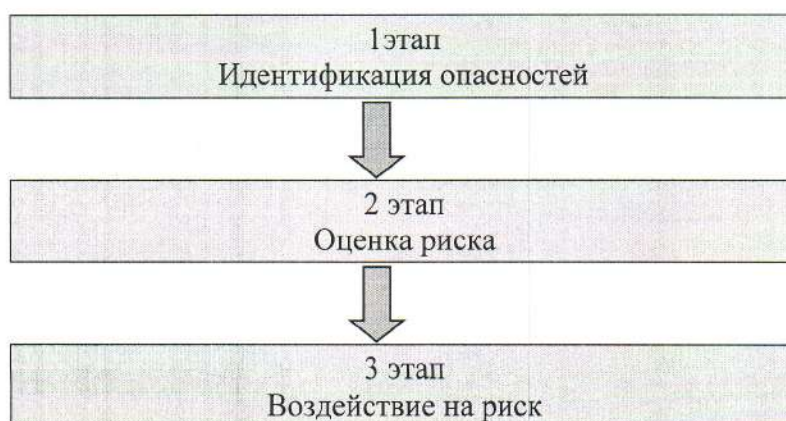 1этап
Идентификация опасностей
2 этап
Оценка риска
3 этап
Воздействие на риск